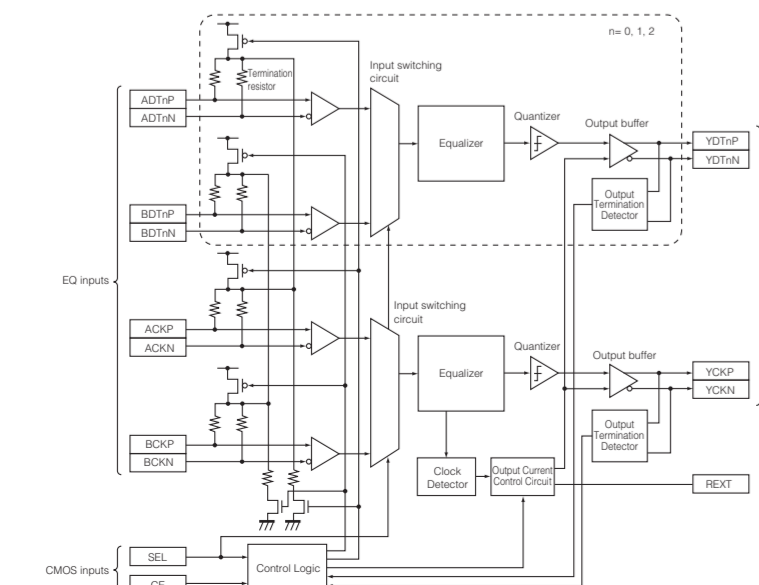 n= 0, 1, 2
Input switching
circuit
Termination
resistor
ADTnP
ADTnN
Equalizer
Quantizer
Output buffer
YDTnP
YDTnN
Output
Termination
Detector
BDTnP
BDTnN
EQ inputs
Input switching
circuit
ACKP
ACKN
Equalizer
Quantizer
Output buffer
YCKP
YCKN
Output
Termination
Detector
BCKP
BCKN
Clock
Detector
Output Current
Control Circuit
REXT
SEL
CMOS inputs
Control Logic